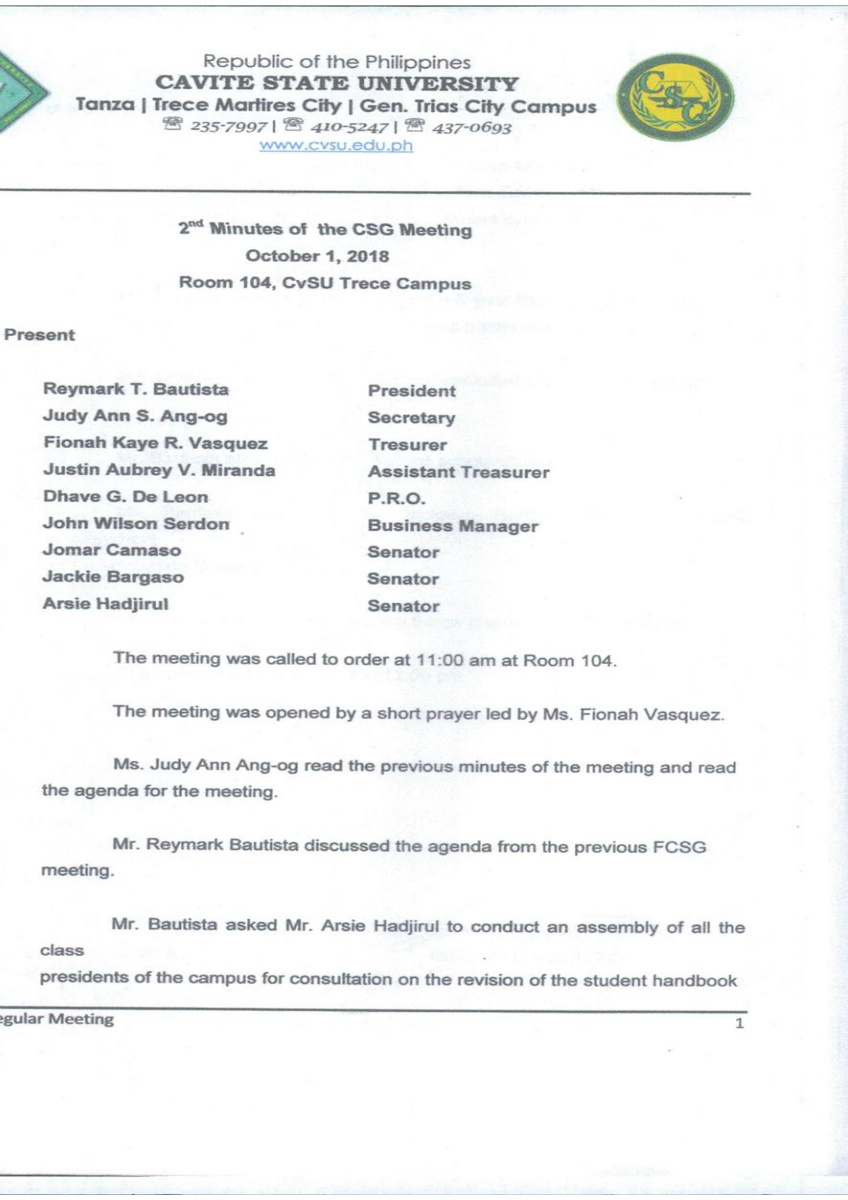 Republic of the Philippines
CAVITE STATE UNIVERSITY
Tanza | Trece Martires City | Gen. Trias City Campus
☏ 235-7997 | ☏ 410-5247 | ☏ 437-0693
www.cvsu.edu.ph
CSG
2nd Minutes of the CSG Meeting
October 1, 2018
Room 104, CvSU Trece Campus
Present
Reymark T. Bautista President
Judy Ann S. Ang-og Secretary
Fionah Kaye R. Vasquez Tresurer
Justin Aubrey V. Miranda Assistant Treasurer
Dhave G. De Leon P.R.O.
John Wilson Serdon Business Manager
Jomar Camaso Senator
Jackie Bargaso Senator
Arsie Hadjirul Senator
The meeting was called to order at 11:00 am at Room 104.
The meeting was opened by a short prayer led by Ms. Fionah Vasquez.
Ms. Judy Ann Ang-og read the previous minutes of the meeting and read
the agenda for the meeting.
Mr. Reymark Bautista discussed the agenda from the previous FCSG
meeting.
Mr. Bautista asked Mr. Arsie Hadjirul to conduct an assembly of all the
class
presidents of the campus for consultation on the revision of the student handbook
egular Meeting 1